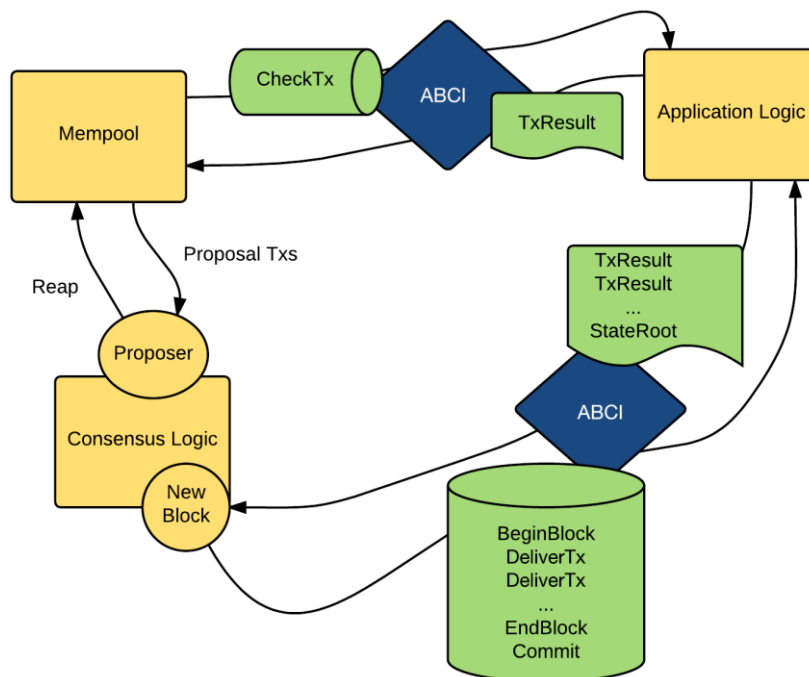 CheckTx
ABCI
Mempool
TxResult
Application Logic
Proposal Txs
Reap
TxResult
TxResult
...
StateRoot
Proposer
ABCI
Consensus Logic
New
Block
BeginBlock
DeliverTx
DeliverTx
...
EndBlock
Commit